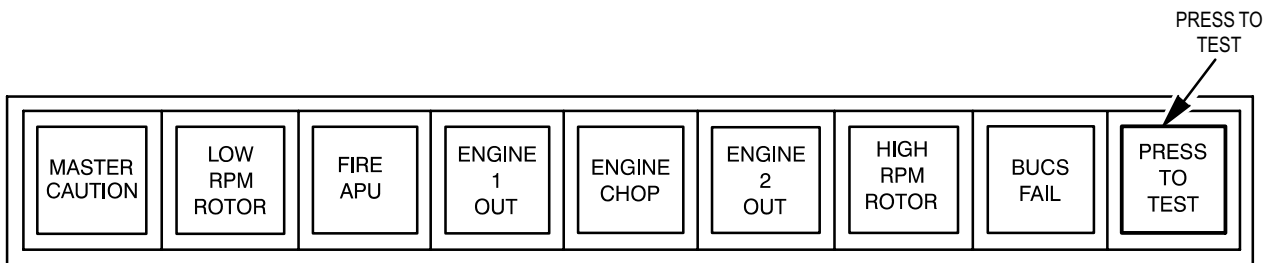 PRESS TO
TEST
MASTER
CAUTION
LOW
RPM
ROTOR
FIRE
APU
ENGINE
1
OUT
ENGINE
CHOP
ENGINE
2
OUT
HIGH
RPM
ROTOR
BUCS
FAIL
PRESS
TO
TEST